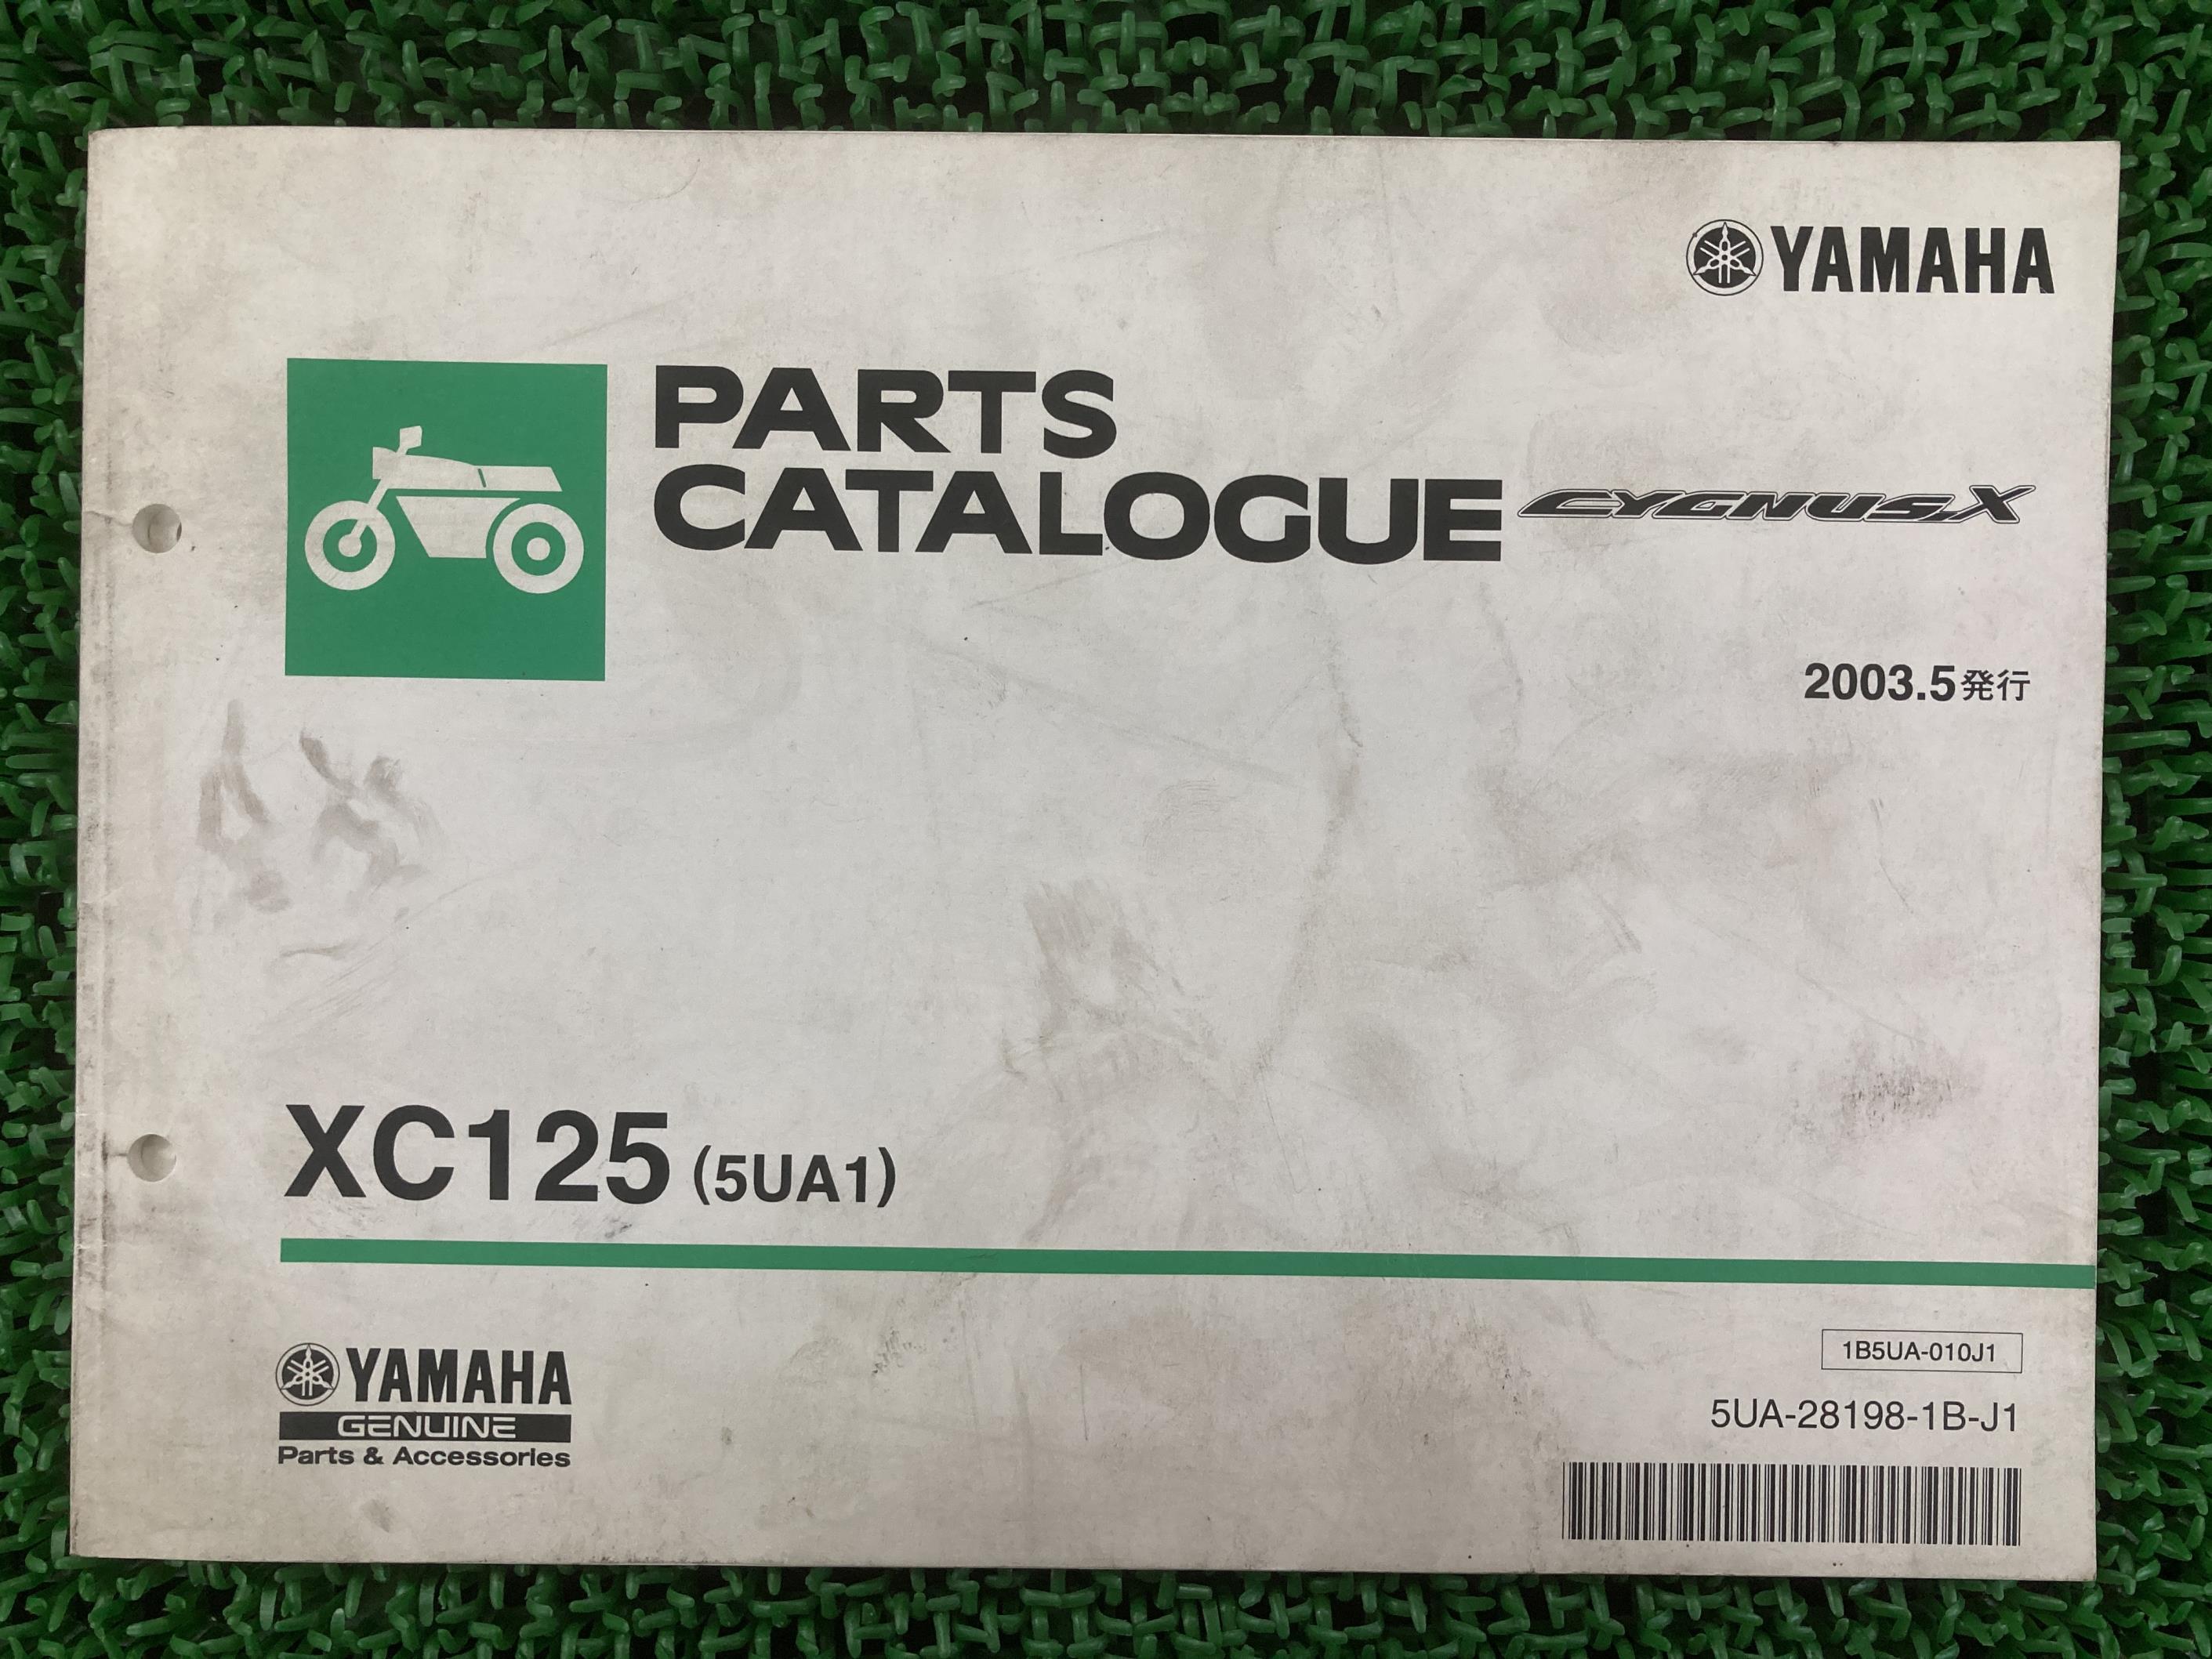 YAMAHA
PARTS
CATALOGUE CYGNUS,X
2003.5発行
XC125 (5UA1)
YAMAHA
GENUINE
Parts & Accessories
1B5UA-010J1
5UA-28198-1B-J1